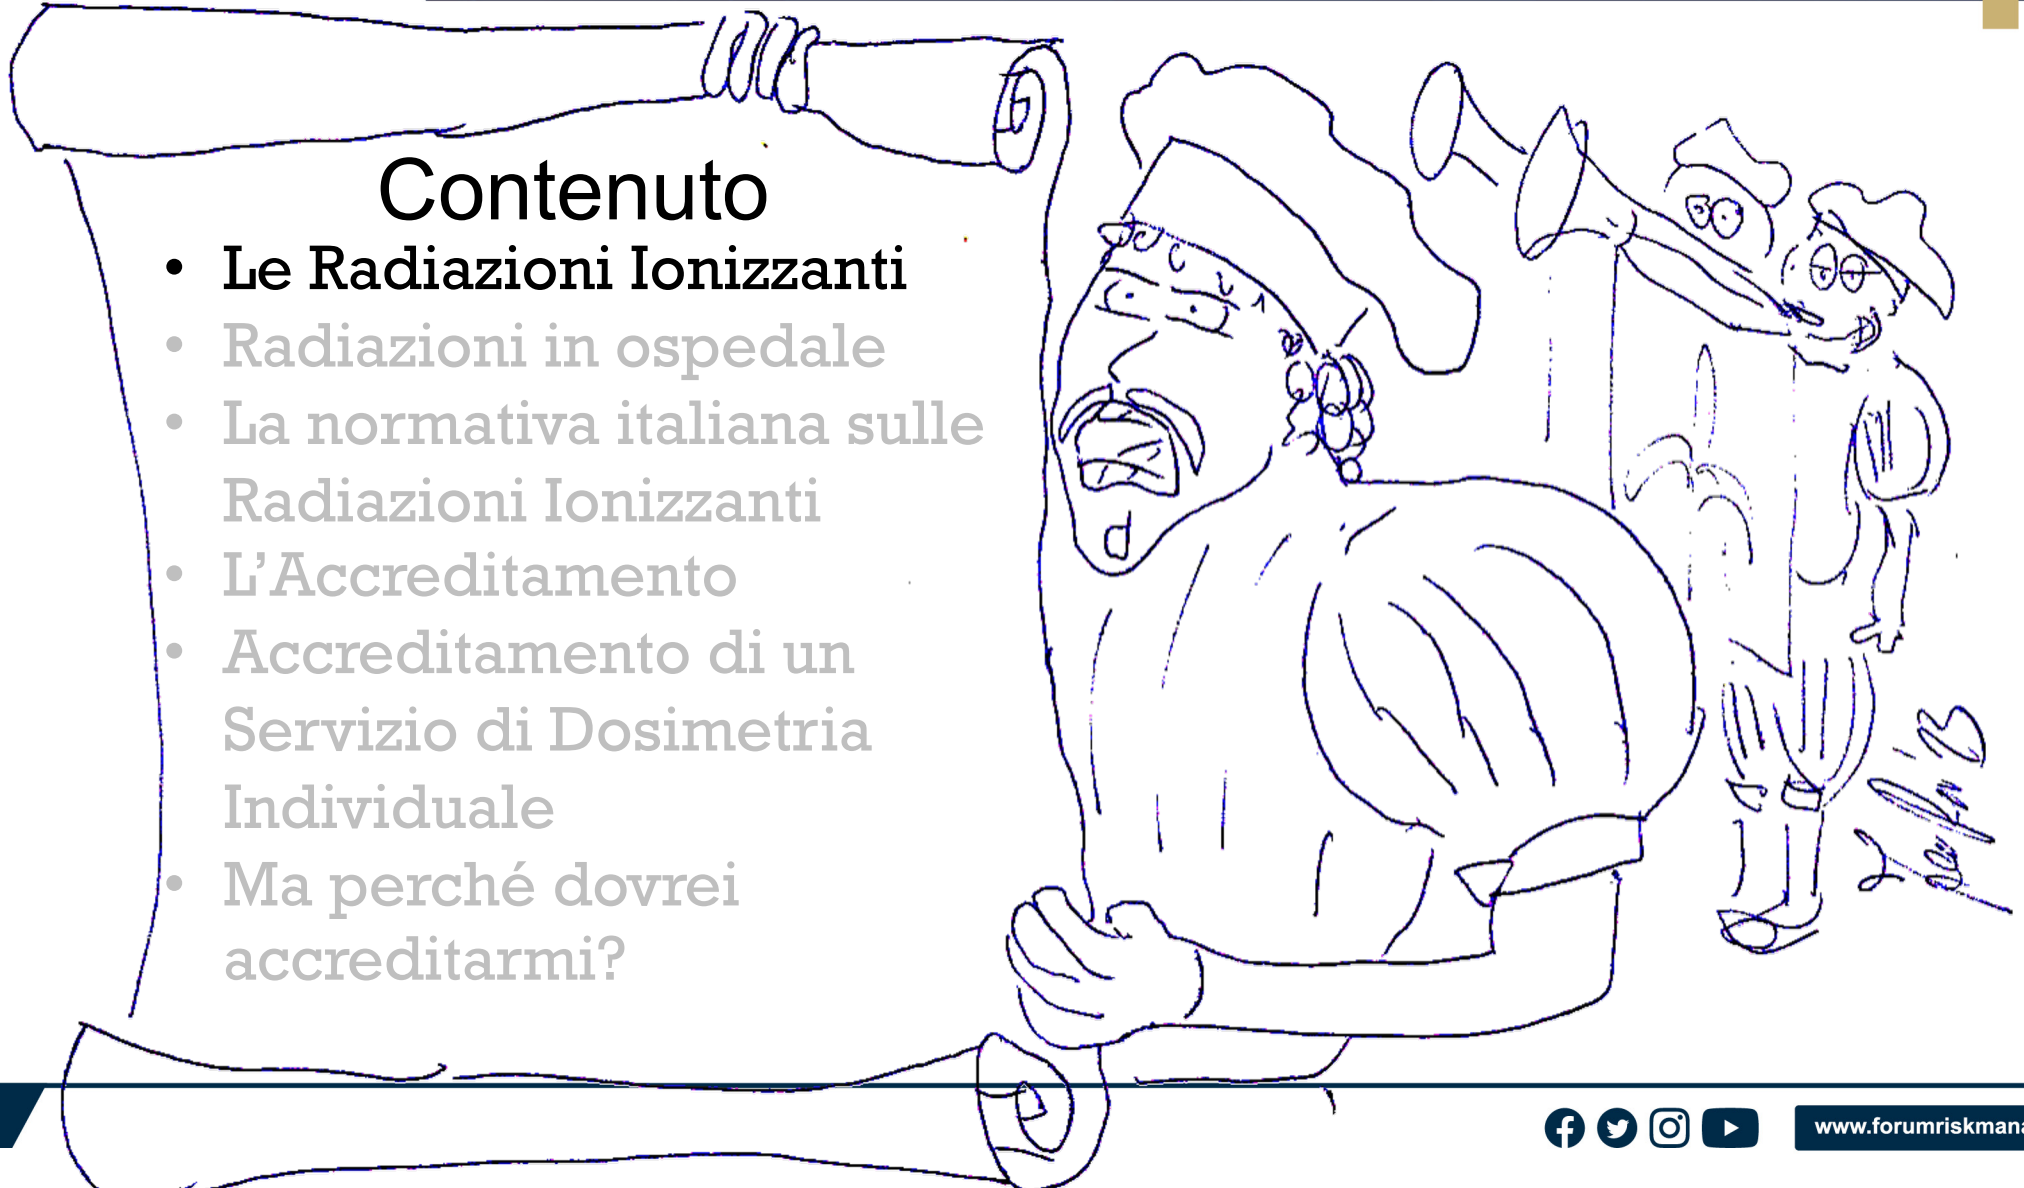 Contenuto
• Le Radiazioni Ionizzanti
• Radiazioni in ospedale
• La normativa italiana sulle
Radiazioni Ionizzanti
• L’Accreditamento
• Accreditamento di un
Servizio di Dosimetria
Individuale
• Ma perché dovrei
accreditarmi?
www.forumriskmana